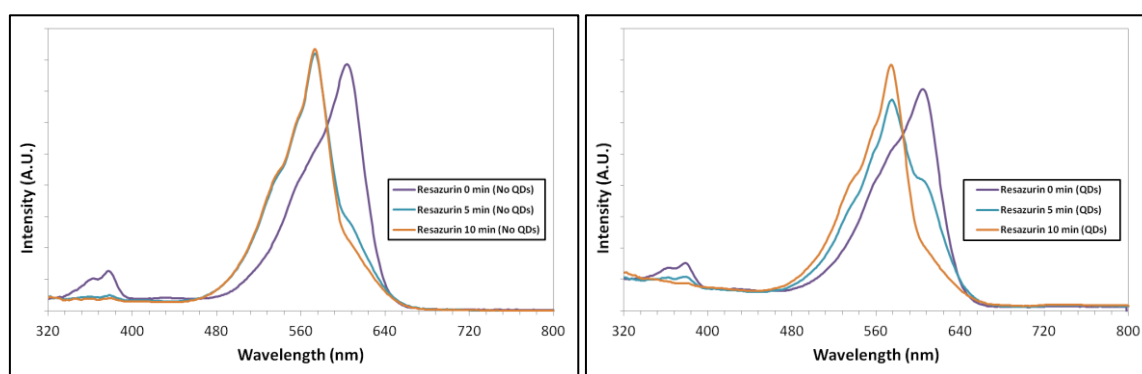 Intensity (A.U.)
Resazurin 0 min (No QDs)
Resazurin 5 min (No QDs)
Resazurin 10 min (No QDs)
320 400 480 560 640 720 800
Wavelength (nm)
Intensity (A.U.)
Resazurin 0 min (QDs)
Resazurin 5 min (QDs)
Resazurin 10 min (QDs)
320 400 480 560 640 720 800
Wavelength (nm)